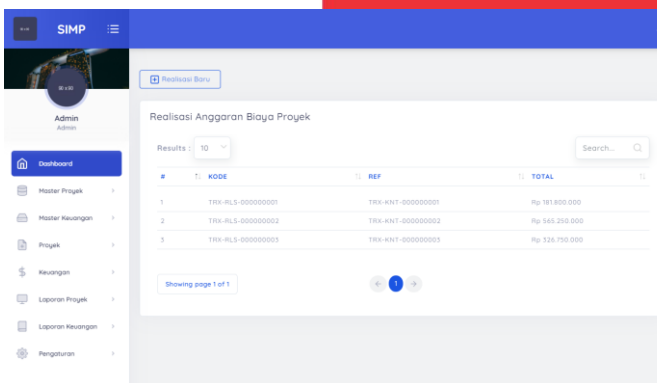 SIMP
Admin
Admin
Dashboard
Master Proyek
Master Keuangan
Proyek
Keuangan
Laporan Proyek
Laporan Keuangan
Pengaturan
Realisasi Baru
Realisasi Anggaran Biaya Proyek
Results : 10
Search...
# KODE REF TOTAL
1 TRX-RLS-000000001 TRX-KNT-000000001 Rp 181.800.000
2 TRX-RLS-000000002 TRX-KNT-000000002 Rp 565.250.000
3 TRX-RLS-000000003 TRX-KNT-000000003 Rp 326.750.000
Showing page 1 of 1
1